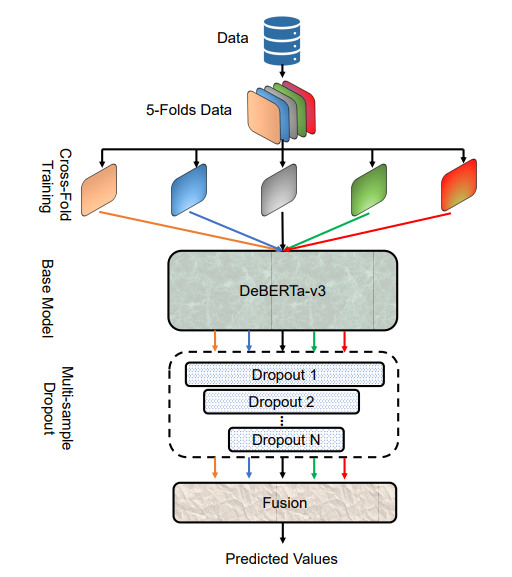 Data
5-Folds Data
Cross-Fold
Training
Base Model
DeBERTa-v3
Multi-sample
Dropout
Dropout 1
Dropout 2
Dropout N
Fusion
Predicted Values